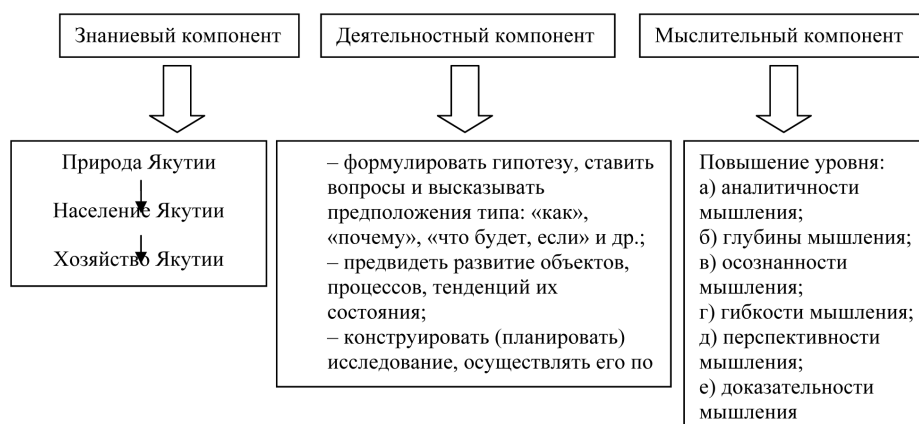 Знаниевый компонент
Деятельностный компонент
Мыслительный компонент
Природа Якутии
Население Якутии
Хозяйство Якутии
– формулировать гипотезу, ставить
вопросы и высказывать
предположения типа: «как»,
«почему», «что будет, если» и др.;
– предвидеть развитие объектов,
процессов, тенденций их
состояния;
– конструировать (планировать)
исследование, осуществлять его по
Повышение уровня:
а) аналитичности
мышления;
б) глубины мышления;
в) осознанности
мышления;
г) гибкости мышления;
д) перспективности
мышления;
е) доказательности
мышления